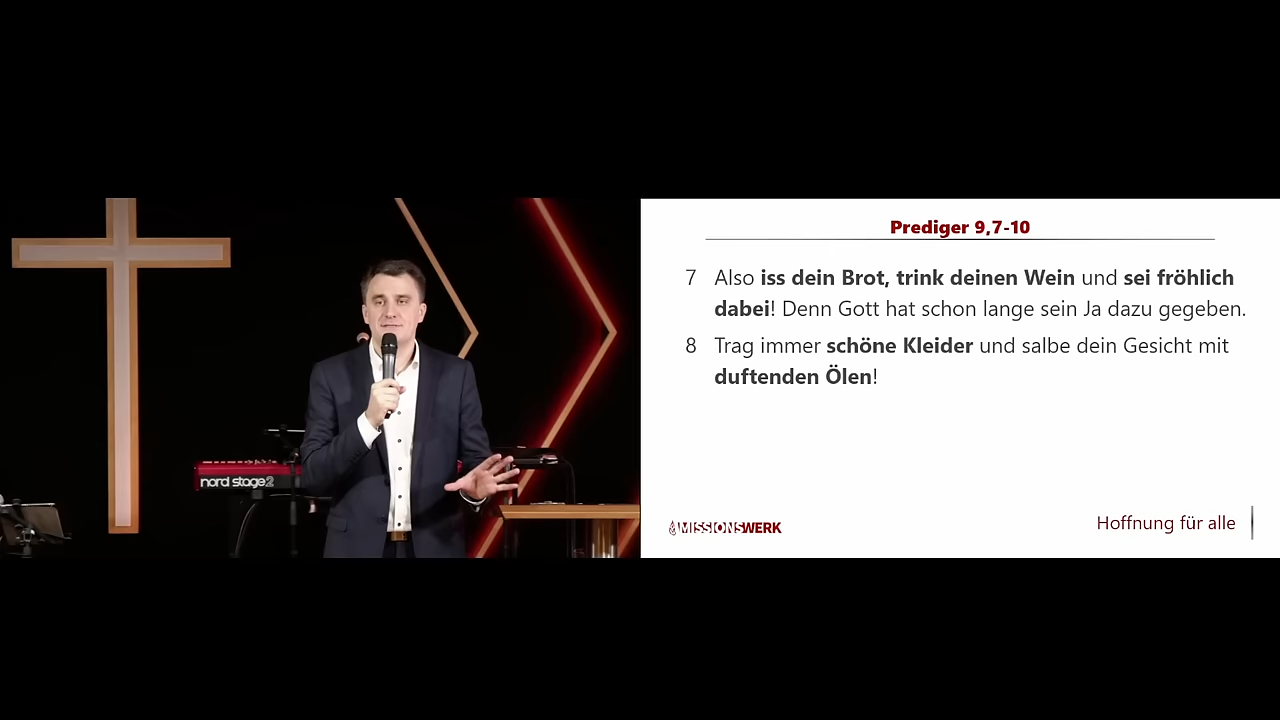 Prediger 9,7-10
7 Also iss dein Brot, trink deinen Wein und sei fröhlich
dabei! Denn Gott hat schon lange sein Ja dazu gegeben.
8 Trag immer schöne Kleider und salbe dein Gesicht mit
duftenden Ölen!
nord stage 2
MISSIONSWERK
Hoffnung für alle